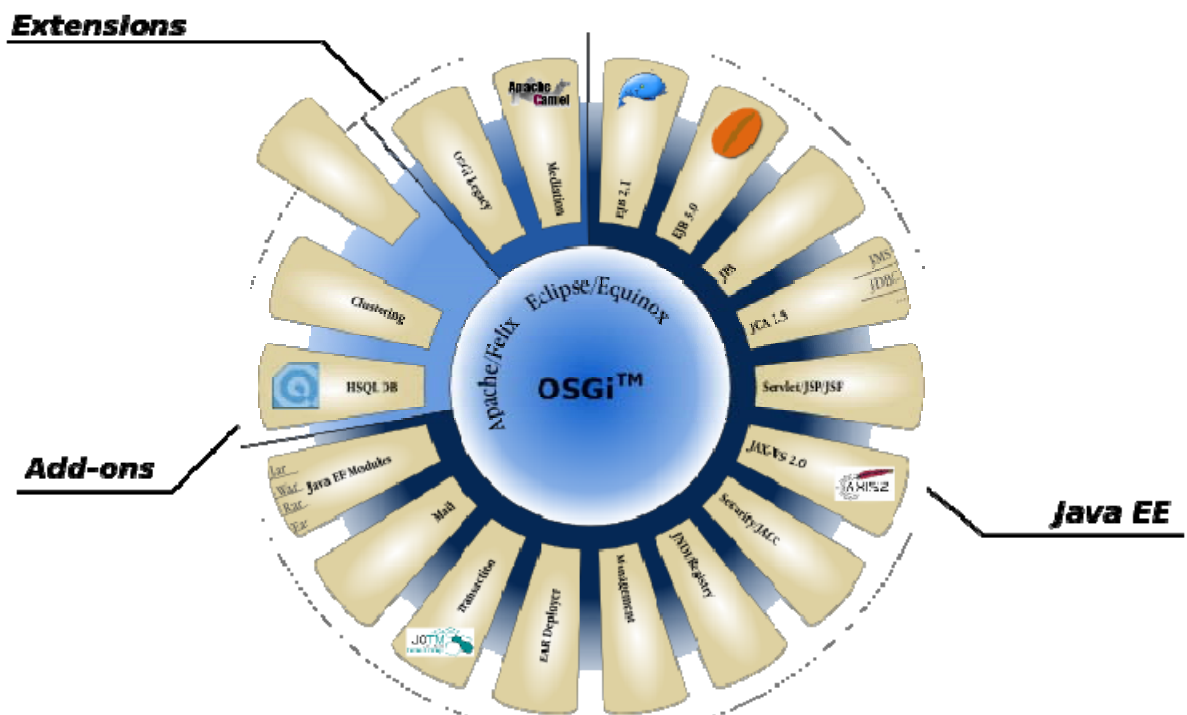 Extensions
Apache
Camel
OSGi Legacy
Mediation
EJB 2.1
EJB 3.0
JPA
JMS
JDBC
...
JCA 1.5
Clustering
Eclipse/Equinox
Apache/Felix
OSGi™
HSQL DB
Servlet/JSP/JSF
Add-ons
Jar
War
Rar
Ear
Java EE Modules
JAX-WS 2.0
AXIS2
Java EE
Mail
Security/JACC
Transaction
JOTM
EAR Deployer
Management
JNDI/Registry